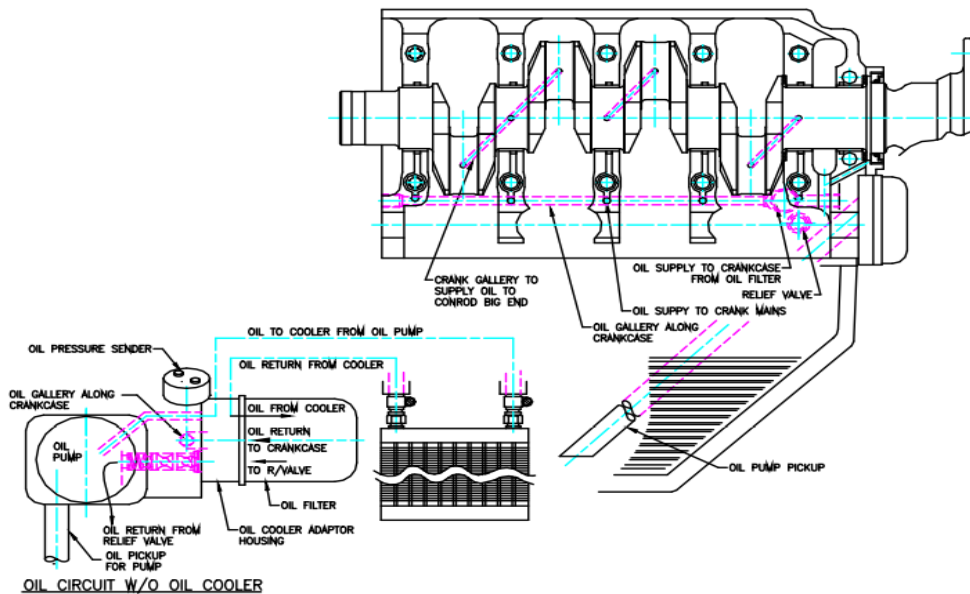 CRANK GALLERY TO
SUPPLY OIL TO
CONROD BIG END
OIL SUPPLY TO CRANKCASE
FROM OIL FILTER
RELIEF VALVE
OIL SUPPY TO CRANK MAINS
OIL GALLERY ALONG
CRANKCASE
OIL TO COOLER FROM OIL PUMP
OIL PRESSURE SENDER
OIL RETURN FROM COOLER
OIL GALLERY ALONG
CRANKCASE
OIL FROM COOLER
OIL RETURN
TO CRANKCASE
TO R/VALVE
OIL
PUMP
OIL PUMP PICKUP
OIL FILTER
OIL COOLER ADAPTOR
HOUSING
OIL RETURN FROM
RELIEF VALVE
OIL PICKUP
FOR PUMP
OIL CIRCUIT W/O OIL COOLER